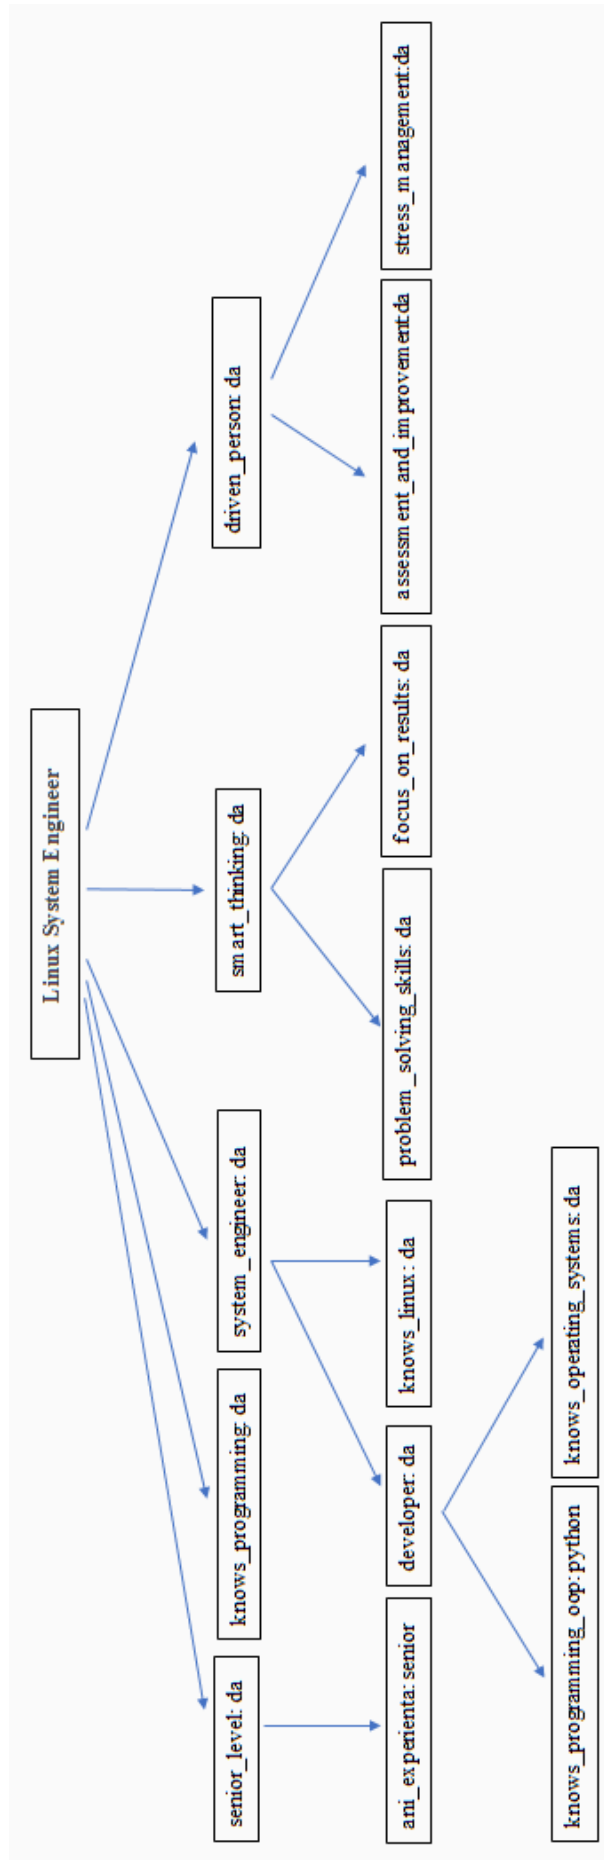 Linux System Engineer
senior_level: da
knows_programming: da
system_engineer: da
smart_thinking: da
driven_person: da
ani_experienta: senior
developer: da
knows_linux: da
problem_solving_skills: da
focus_on_results: da
assessment_and_improvement:da
stress_management:da
knows_programming_oop:python
knows_operating_systems: da